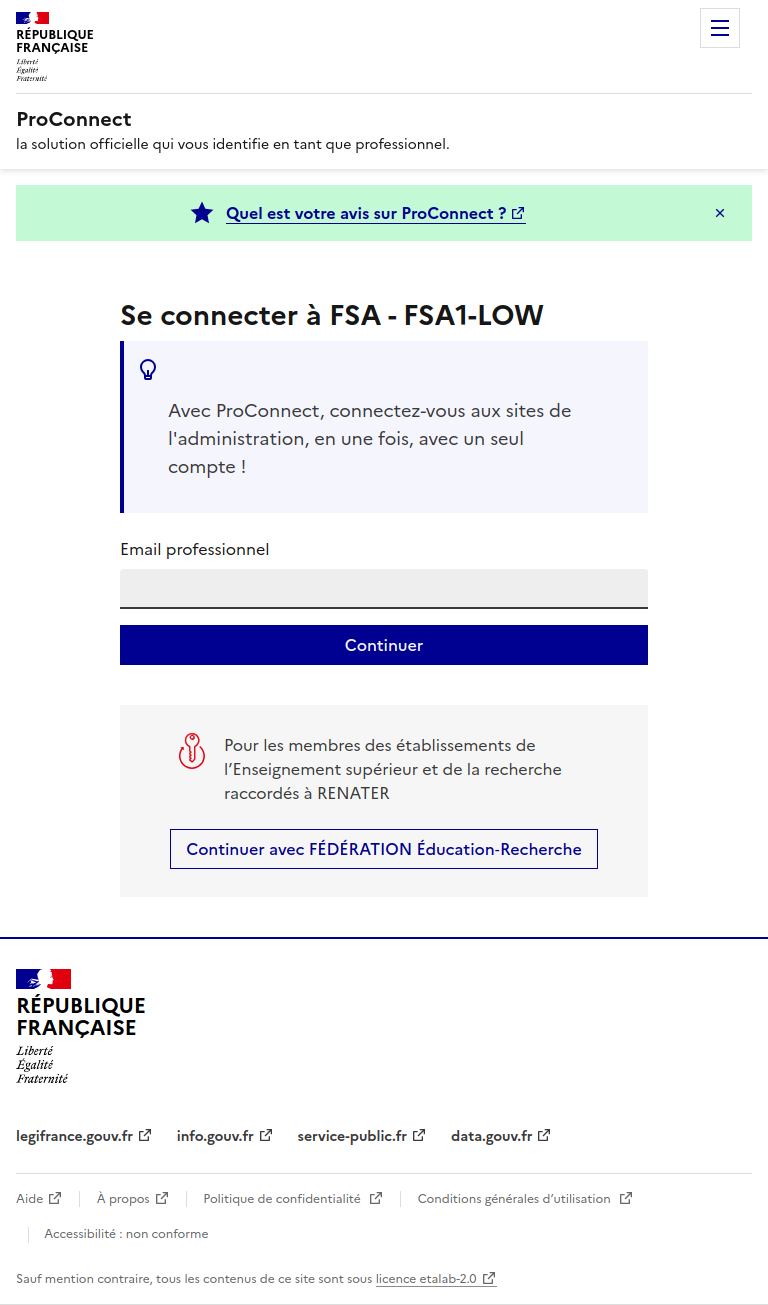 RÉPUBLIQUE
FRANÇAISE
Liberté
Égalité
Fraternité
ProConnect
la solution officielle qui vous identifie en tant que professionnel.
Quel est votre avis sur ProConnect ?
Se connecter à FSA - FSA1-LOW
Avec ProConnect, connectez-vous aux sites de
l'administration, en une fois, avec un seul
compte !
Email professionnel
Continuer
Pour les membres des établissements de
l’Enseignement supérieur et de la recherche
raccordés à RENATER
Continuer avec FÉDÉRATION Éducation-Recherche
RÉPUBLIQUE
FRANÇAISE
Liberté
Égalité
Fraternité
legifrance.gouv.fr info.gouv.fr service-public.fr data.gouv.fr
Aide À propos Politique de confidentialité Conditions générales d’utilisation
Accessibilité : non conforme
Sauf mention contraire, tous les contenus de ce site sont sous licence etalab-2.0